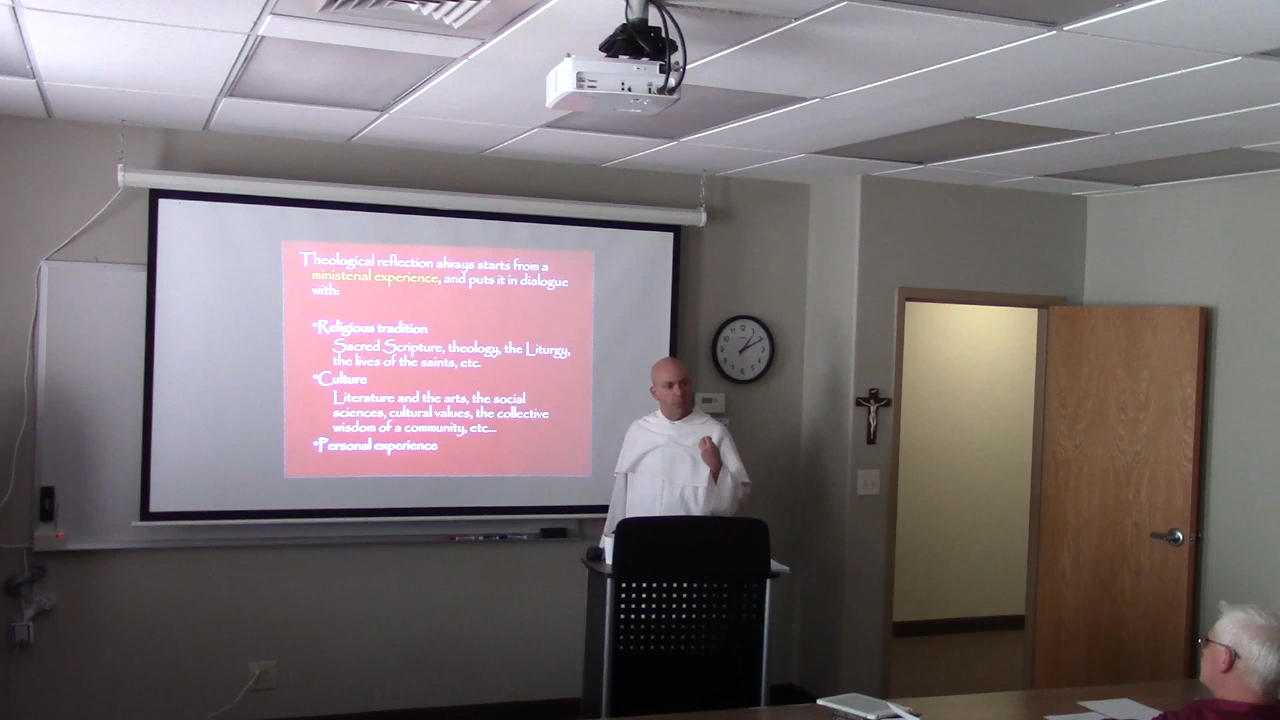 Theological reflection always starts from a
ministerial experience, and puts it in dialogue
with:
•Religious tradition
Sacred Scripture, theology, the Liturgy,
the lives of the saints, etc.
•Culture
Literature and the arts, the social
sciences, cultural values, the collective
wisdom of a community, etc...
•Personal experience